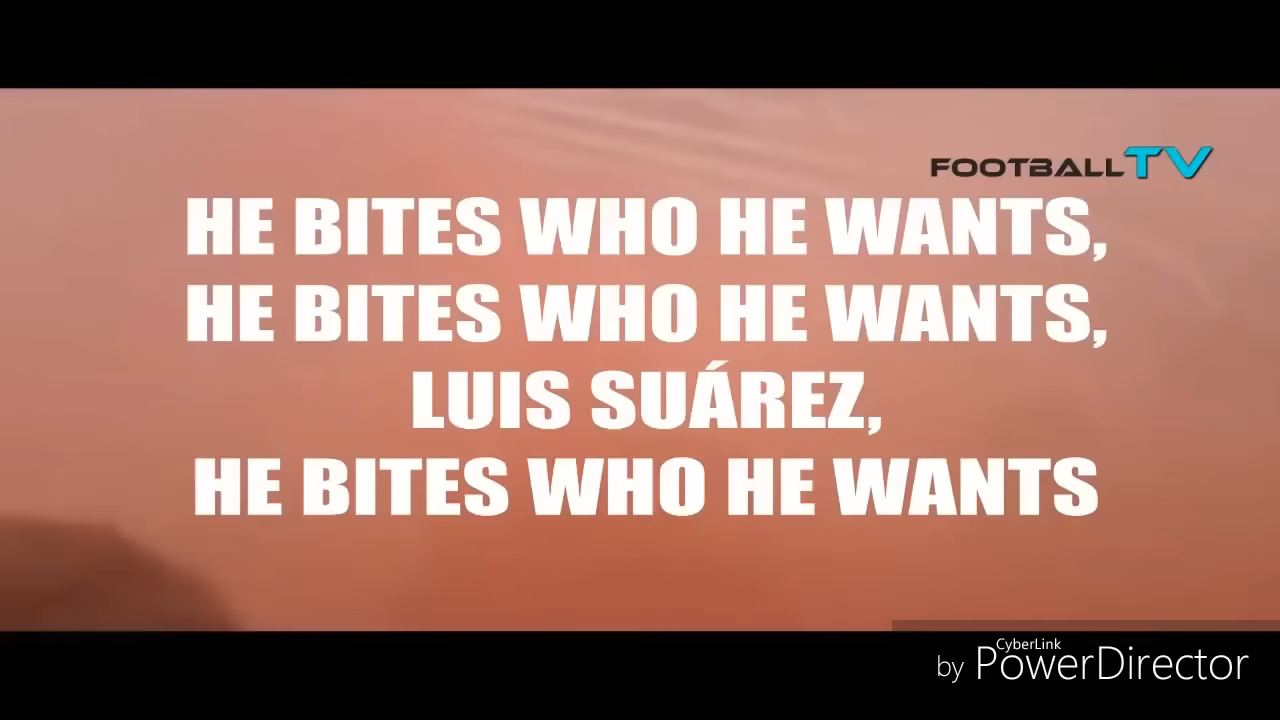 FOOTBALLTV
HE BITES WHO HE WANTS,
HE BITES WHO HE WANTS,
LUIS SUÁREZ,
HE BITES WHO HE WANTS
CyberLink
by PowerDirector